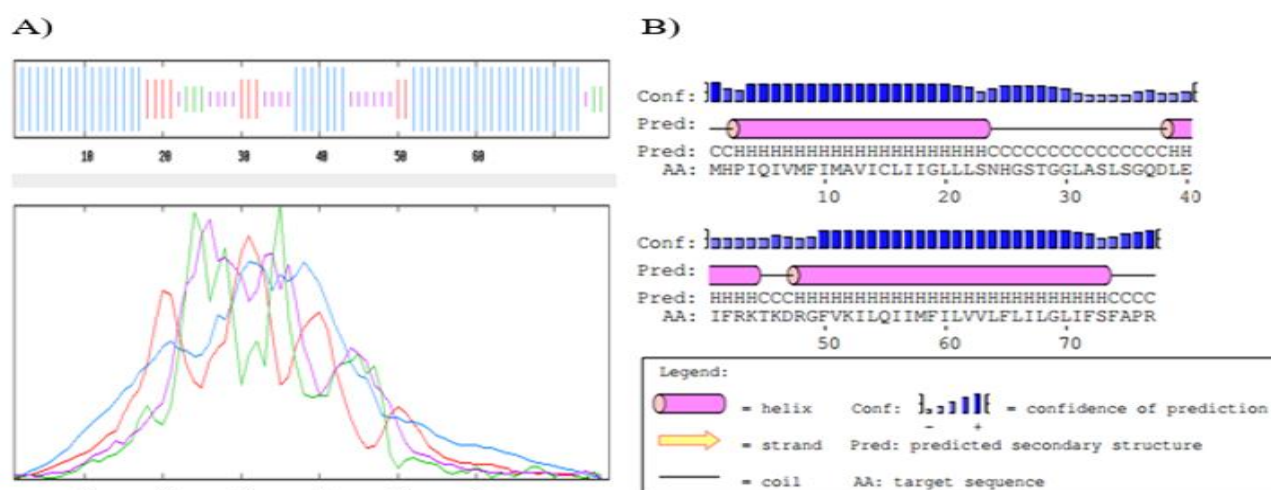 A)
10 20 30 40 50 60
B)
Conf:
Pred:
Pred: CCHHHHHHHHHHHHHHHHHHHHHCCCCCCCCCCCCCCCHH
AA: MHPIQIVMFIMAVICLIIGLLLSNHGSTGGLASLSGQDLE
10 20 30 40
Conf:
Pred:
Pred: HHHHCCCHHHHHHHHHHHHHHHHHHHHHHHHHHCCCC
AA: IFRKTKDRGFVKILQIIMFILVVLFLILGLIFSFAPR
50 60 70
Legend:
= helix Conf: - + = confidence of prediction
= strand Pred: predicted secondary structure
= coil AA: target sequence